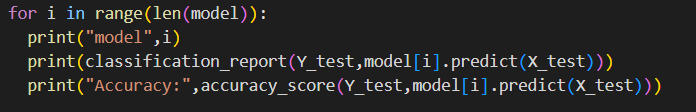 for i in range(len(model)):
  print("model",i)
  print(classification_report(Y_test,model[i].predict(X_test)))
  print("Accuracy:",accuracy_score(Y_test,model[i].predict(X_test)))